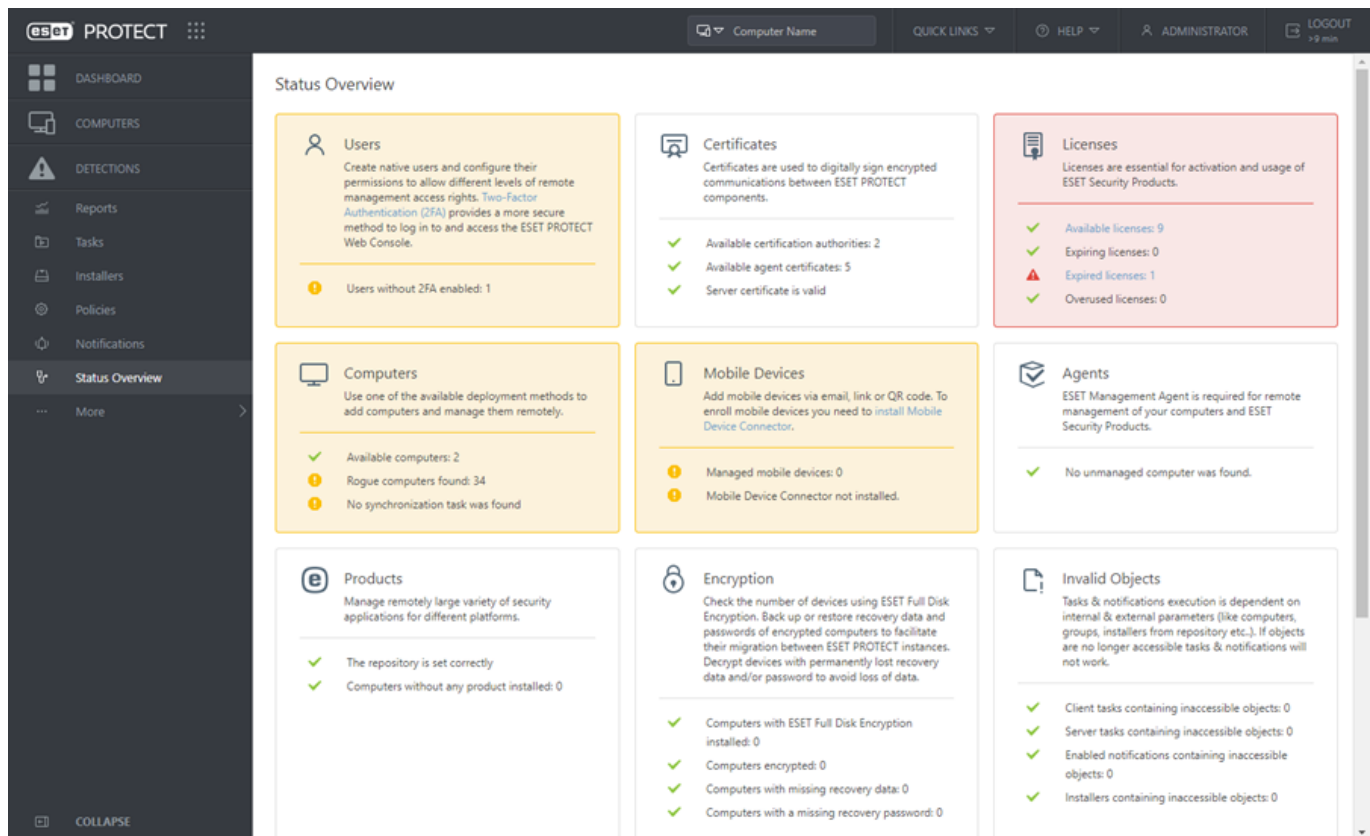 eset PROTECT
Computer Name
QUICK LINKS
HELP
ADMINISTRATOR
LOGOUT
>9 min
DASHBOARD
COMPUTERS
DETECTIONS
Reports
Tasks
Installers
Policies
Notifications
Status Overview
More
COLLAPSE
Status Overview
Users
Create native users and configure their
permissions to allow different levels of remote
management access rights. Two-Factor
Authentication (2FA) provides a more secure
method to log in to and access the ESET PROTECT
Web Console.
Users without 2FA enabled: 1
Certificates
Certificates are used to digitally sign encrypted
communications between ESET PROTECT
components.
Available certification authorities: 2
Available agent certificates: 5
Server certificate is valid
Licenses
Licenses are essential for activation and usage of
ESET Security Products.
Available licenses: 9
Expiring licenses: 0
Expired licenses: 1
Overused licenses: 0
Computers
Use one of the available deployment methods to
add computers and manage them remotely.
Available computers: 2
Rogue computers found: 34
No synchronization task was found
Mobile Devices
Add mobile devices via email, link or QR code. To
enroll mobile devices you need to install Mobile
Device Connector.
Managed mobile devices: 0
Mobile Device Connector not installed.
Agents
ESET Management Agent is required for remote
management of your computers and ESET
Security Products.
No unmanaged computer was found.
Products
Manage remotely large variety of security
applications for different platforms.
The repository is set correctly
Computers without any product installed: 0
Encryption
Check the number of devices using ESET Full Disk
Encryption. Back up or restore recovery data and
passwords of encrypted computers to facilitate
their migration between ESET PROTECT instances.
Decrypt devices with permanently lost recovery
data and/or password to avoid loss of data.
Computers with ESET Full Disk Encryption
installed: 0
Computers encrypted: 0
Computers with missing recovery data: 0
Computers with a missing recovery password: 0
Invalid Objects
Tasks & notifications execution is dependent on
internal & external parameters (like computers,
groups, installers from repository etc..). If objects
are no longer accessible tasks & notifications will
not work.
Client tasks containing inaccessible objects: 0
Server tasks containing inaccessible objects: 0
Enabled notifications containing inaccessible
objects: 0
Installers containing inaccessible objects: 0